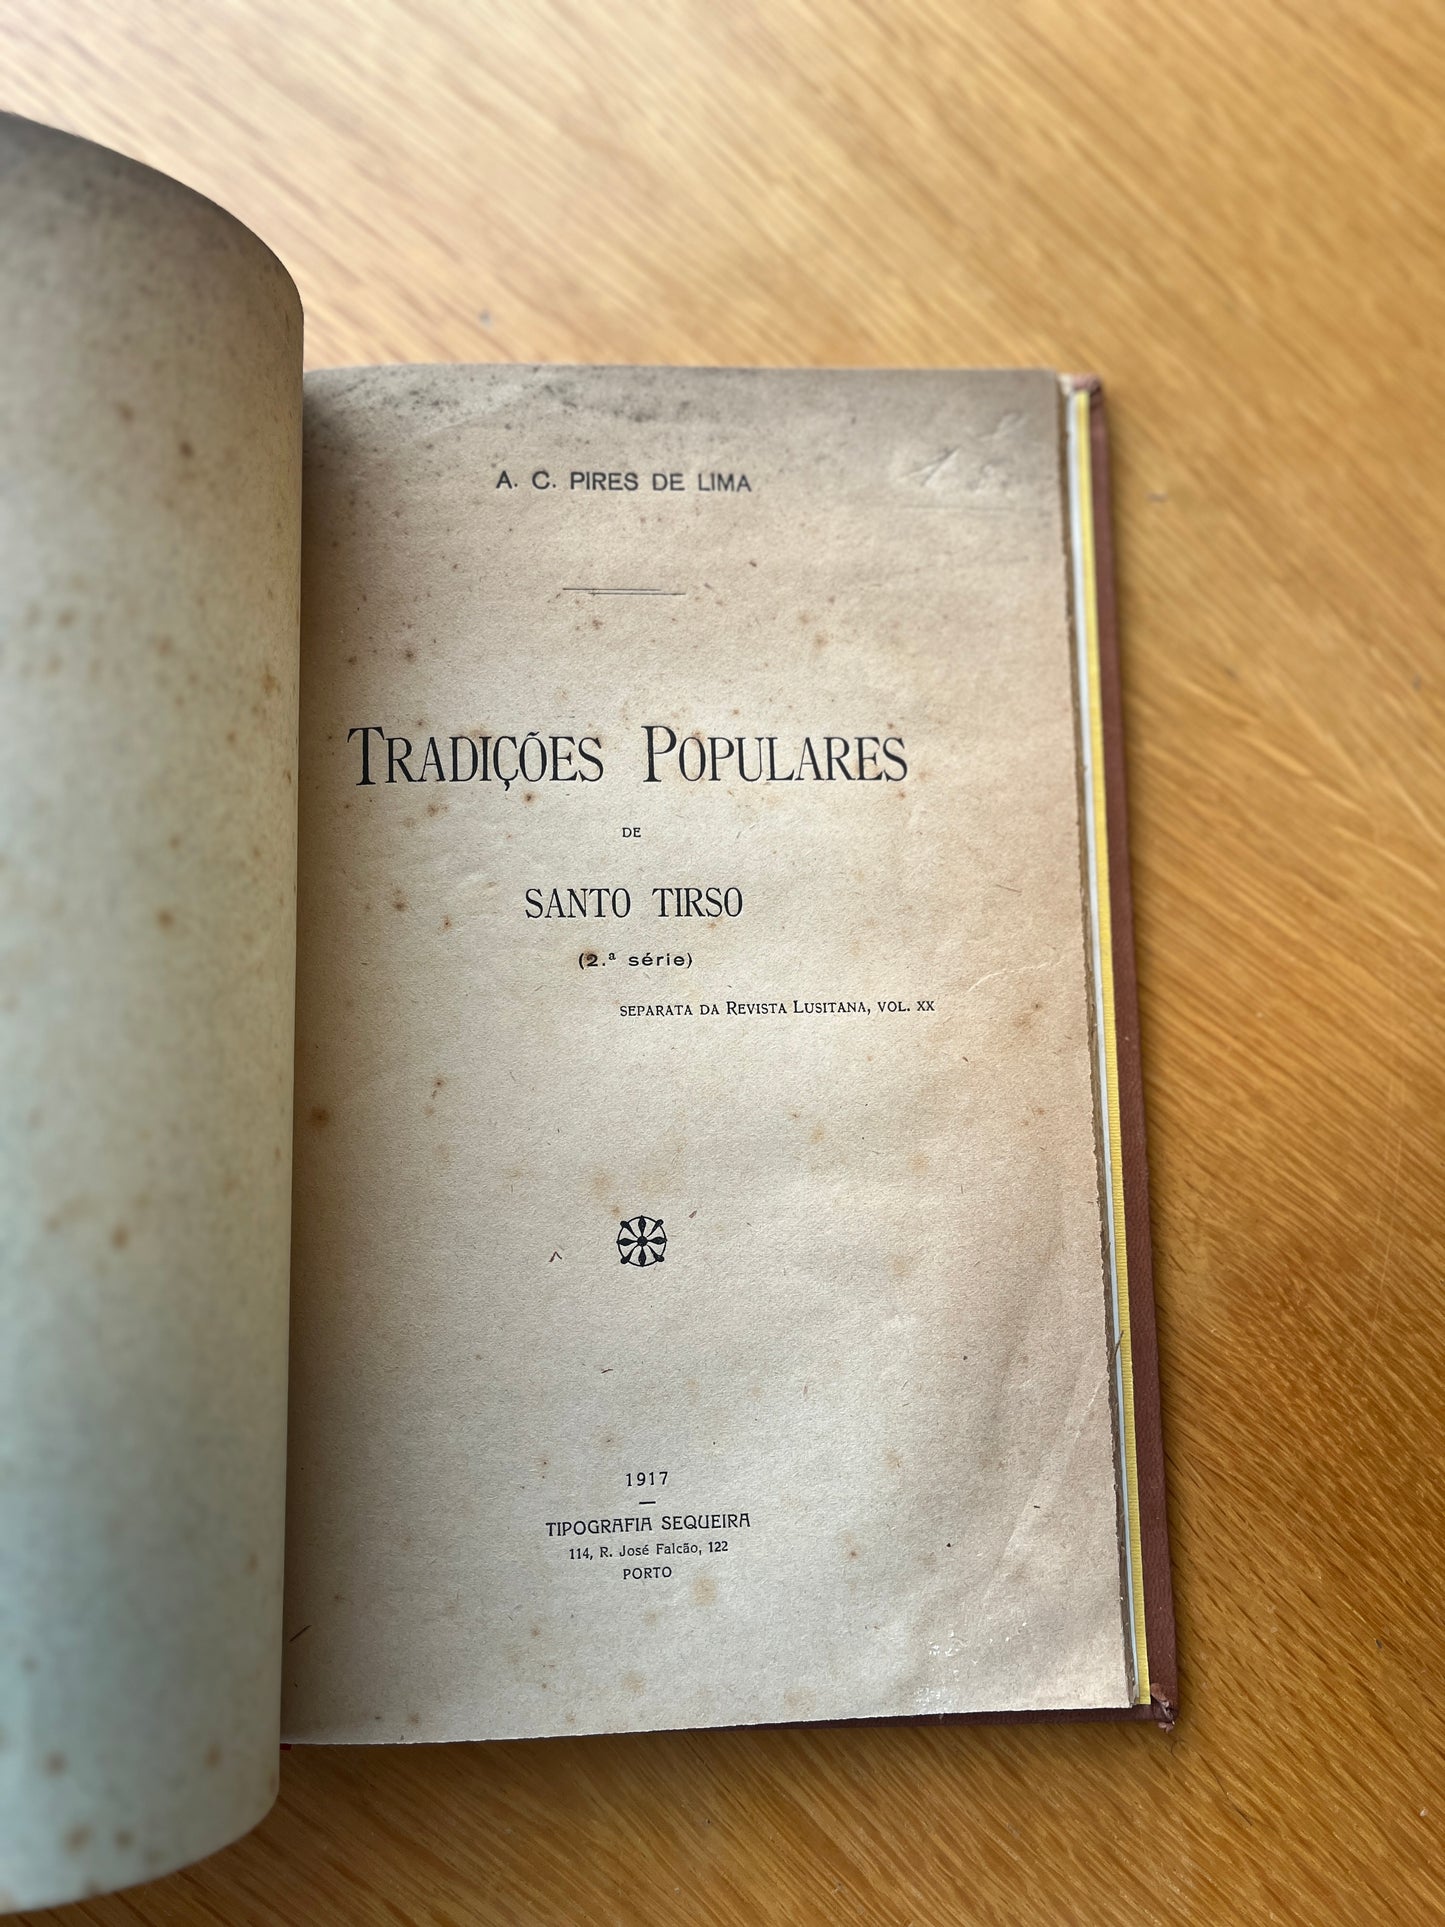 A. C. PIRES DE LIMA
TRADIÇÕES POPULARES
DE
SANTO TIRSO
(2.ª série)
SEPARATA DA REVISTA LUSITANA, VOL. XX
1917
TIPOGRAFIA SEQUEIRA
114, R. José Falcão, 122
PORTO